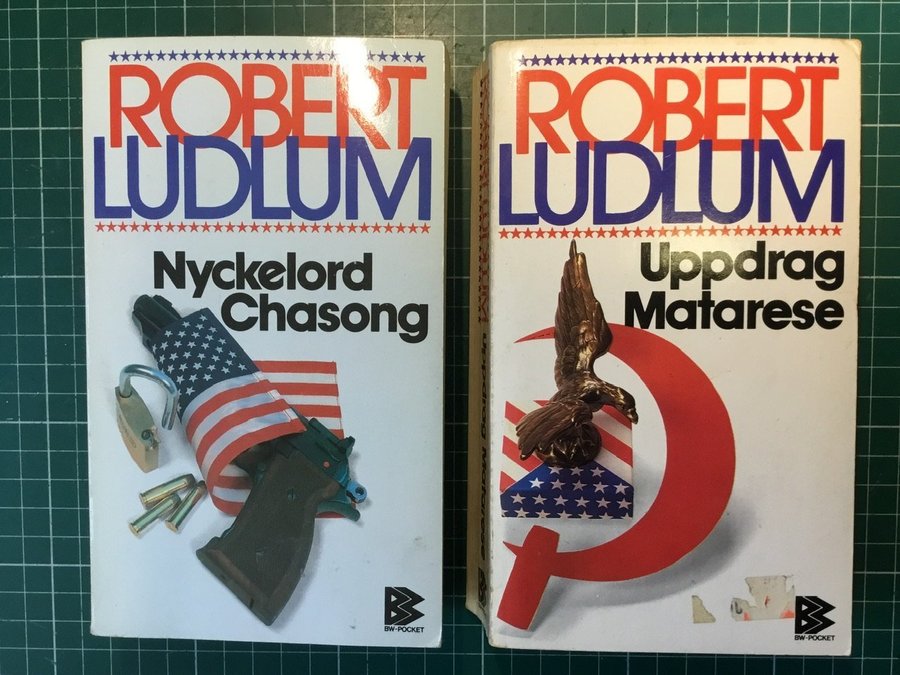 ROBERT
LUDLUM
Nyckelord
Chasong
BW-POCKET
ROBERT
LUDLUM
Uppdrag
Matarese
BW-POCKET